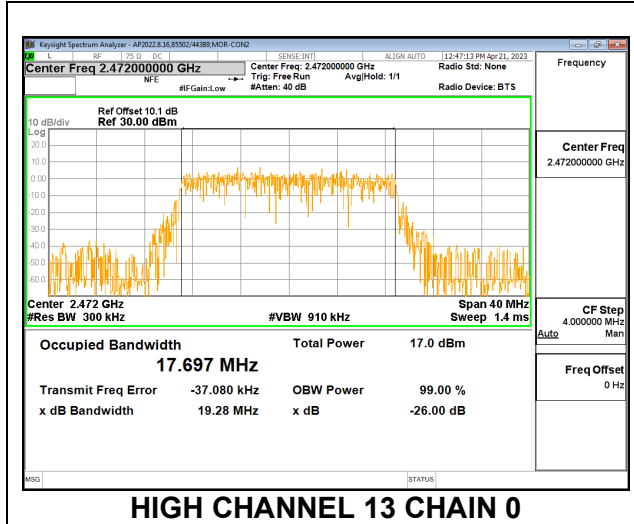 Keysight Spectrum Analyzer - AP2022.8.16,85502/44389,MOR-CON2
LXI L RF 75 Ω DC SENSE:INT ALIGN AUTO 12:47:13 PM Apr 21, 2023
Center Freq 2.472000000 GHz Center Freq: 2.472000000 GHz Radio Std: None Frequency
NFE Trig: Free Run Avg|Hold: 1/1
#IFGain:Low #Atten: 40 dB Radio Device: BTS
Ref Offset 10.1 dB
10 dB/div Ref 30.00 dBm
Log
20.0
10.0
0.00
-10.0
-20.0
-30.0
-40.0
-50.0
-60.0
Center 2.472 GHz Span 40 MHz
#Res BW 300 kHz #VBW 910 kHz Sweep 1.4 ms
Center Freq
2.472000000 GHz
CF Step
4.000000 MHz
Auto Man
Freq Offset
0 Hz
Occupied Bandwidth Total Power 17.0 dBm
17.697 MHz
Transmit Freq Error -37.080 kHz OBW Power 99.00 %
x dB Bandwidth 19.28 MHz x dB -26.00 dB
MSG STATUS
HIGH CHANNEL 13 CHAIN 0